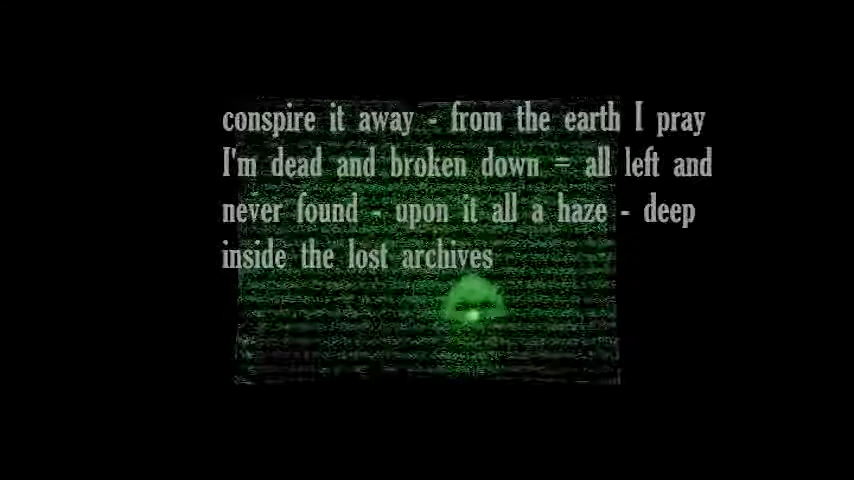 conspire it away - from the earth I pray
I'm dead and broken down = all left and
never found - upon it all a haze - deep
inside the lost archives